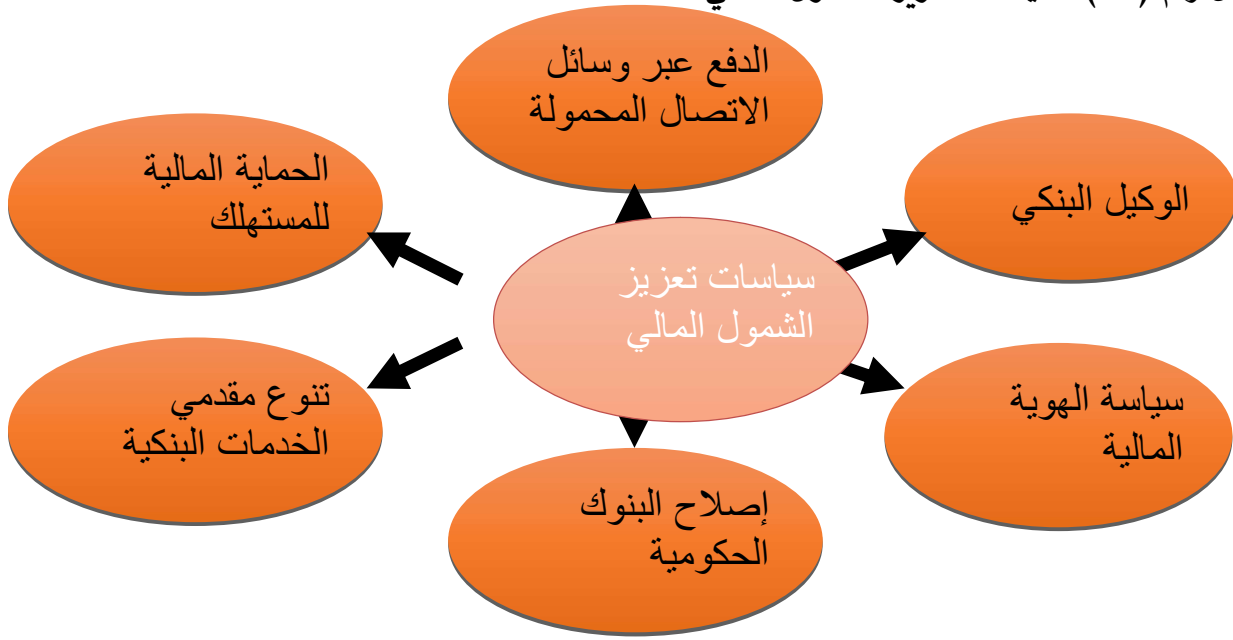 الدفع عبر وسائل
الاتصال المحمولة
الوكيل البنكي
الحماية المالية
للمستهلك
سياسات تعزيز
الشمول المالي
سياسة الهوية
المالية
تنوع مقدمي
الخدمات البنكية
إصلاح البنوك
الحكومية